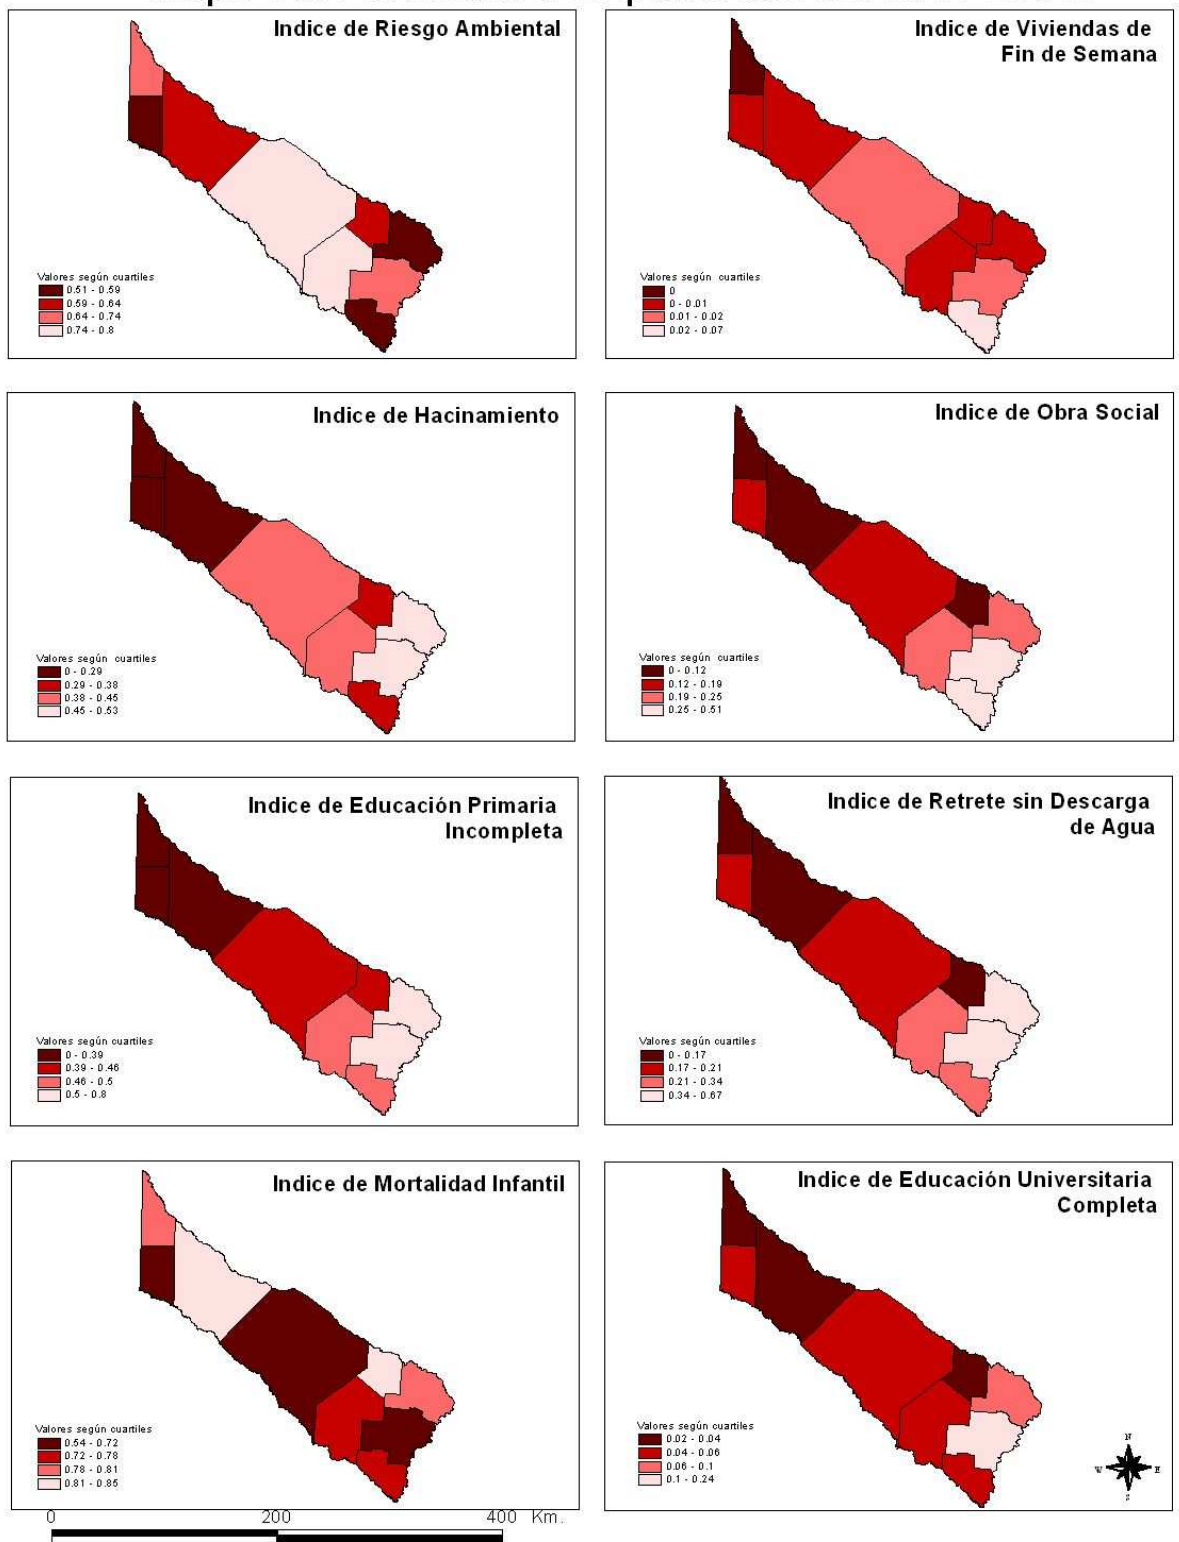 Indice de Riesgo Ambiental
Valores según cuartiles
0.51 - 0.59
0.59 - 0.64
0.64 - 0.74
0.74 - 0.8
Indice de Viviendas de
Fin de Semana
Valores según cuartiles
0
0 - 0.01
0.01 - 0.02
0.02 - 0.07
Indice de Hacinamiento
Valores según cuartiles
0 - 0.29
0.29 - 0.38
0.38 - 0.45
0.45 - 0.53
Indice de Obra Social
Valores según cuartiles
0 - 0.12
0.12 - 0.19
0.19 - 0.25
0.25 - 0.51
Indice de Educación Primaria
Incompleta
Valores según cuartiles
0 - 0.39
0.39 - 0.46
0.46 - 0.5
0.5 - 0.8
Indice de Retrete sin Descarga
de Agua
Valores según cuartiles
0 - 0.17
0.17 - 0.21
0.21 - 0.34
0.34 - 0.67
Indice de Mortalidad Infantil
Valores según cuartiles
0.54 - 0.72
0.72 - 0.78
0.78 - 0.81
0.81 - 0.85
Indice de Educación Universitaria
Completa
Valores según cuartiles
0.02 - 0.04
0.04 - 0.06
0.06 - 0.1
0.1 - 0.24
N
W E
S
0 200 400 Km.